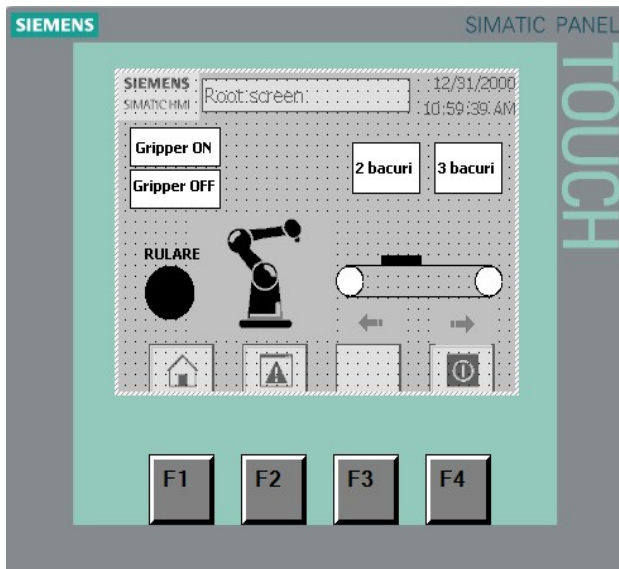 SIEMENS
SIMATIC PANEL
TOUCH
SIEMENS
SIMATIC HMI
Root screen
12/31/2000
10:59:39 AM
Gripper ON
Gripper OFF
2 bacuri
3 bacuri
RULARE
F1
F2
F3
F4